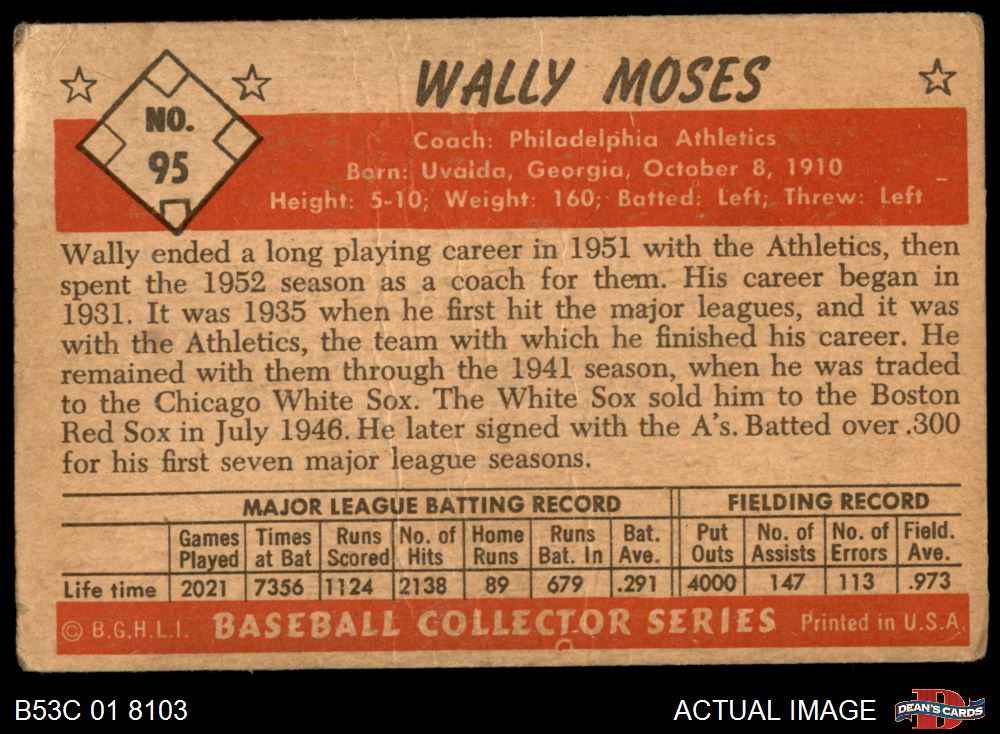 WALLY MOSES
NO.
95
Coach: Philadelphia Athletics
Born: Uvalda, Georgia, October 8, 1910
Height: 5-10; Weight: 160; Batted: Left; Threw: Left
Wally ended a long playing career in 1951 with the Athletics, then
spent the 1952 season as a coach for them. His career began in
1931. It was 1935 when he first hit the major leagues, and it was
with the Athletics, the team with which he finished his career. He
remained with them through the 1941 season, when he was traded
to the Chicago White Sox. The White Sox sold him to the Boston
Red Sox in July 1946. He later signed with the A's. Batted over .300
for his first seven major league seasons.
MAJOR LEAGUE BATTING RECORD FIELDING RECORD
Games Times Runs No. of Home Runs Bat. Put No. of No. of Field.
Played at Bat Scored Hits Runs Bat. In Ave. Outs Assists Errors Ave.
Life time 2021 7356 1124 2138 89 679 .291 4000 147 113 .973
© B.G.H.L.I. BASEBALL COLLECTOR SERIES Printed in U.S.A.
B53C 01 8103 ACTUAL IMAGE DEAN'S CARDS